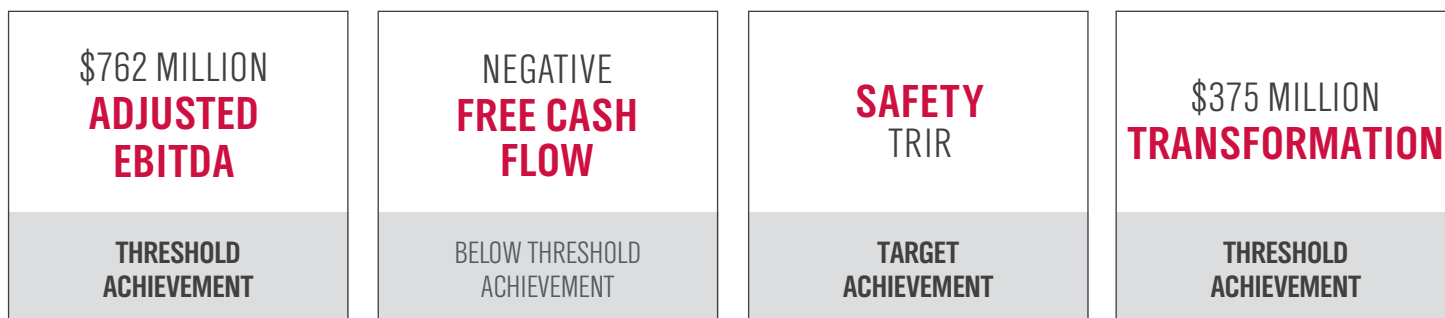 $762 MILLION
ADJUSTED
EBITDA
THRESHOLD
ACHIEVEMENT
NEGATIVE
FREE CASH
FLOW
BELOW THRESHOLD
ACHIEVEMENT
SAFETY
TRIR
TARGET
ACHIEVEMENT
$375 MILLION
TRANSFORMATION
THRESHOLD
ACHIEVEMENT